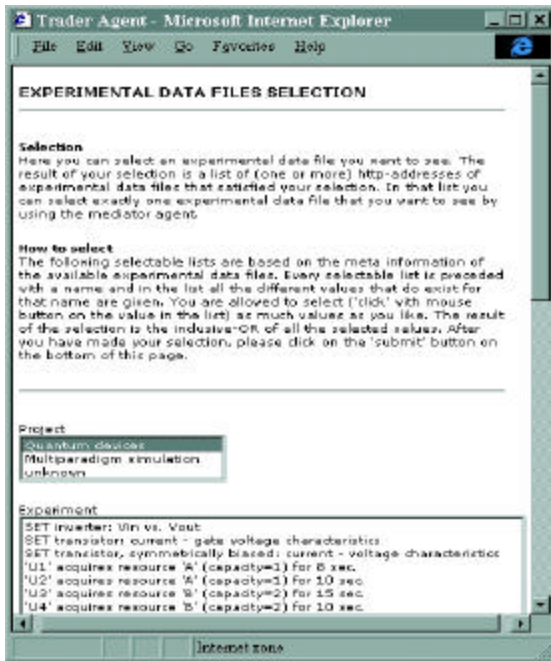 Trader Agent - Microsoft Internet Explorer
File Edit View Go Favorites Help
EXPERIMENTAL DATA FILES SELECTION
Selection
Here you can select an experimental data file you want to see. The
result of your selection is a list of (one or more) http-addresses of
experimental data files that satisfied your selection. In that list you
can select exactly one experimental data file that you want to see by
using the mediator agent.
How to select
The following selectable lists are based on the meta information of
the available experimental data files. Every selectable list is preceded
with a name and in the list all the different values that do exist for
that name are given. You are allowed to select ('click' with mouse
button on the value in the list) as much values as you like. The result
of the selection is the inclusive-OR of all the selected values. After
you have made your selection, please click on the 'submit' button on
the bottom of this page.
Project
Quantum devices
Multiparadigm simulation
unknown
Experiment
SET inverter: Vin vs. Vout
SET transistor: current - gate voltage characteristics
SET transistor, symmetrically biased: current - voltage characteristics
'U1' acquires resource 'A' (capacity=1) for 8 sec.
'U2' acquires resource 'A' (capacity=1) for 10 sec.
'U3' acquires resource 'B' (capacity=2) for 15 sec.
'U4' acquires resource 'B' (capacity=2) for 10 sec.
Internet zone